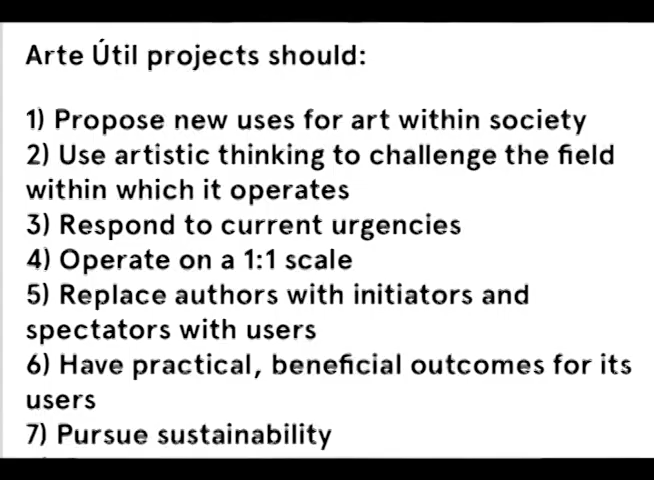 Arte Útil projects should:
1) Propose new uses for art within society
2) Use artistic thinking to challenge the field
within which it operates
3) Respond to current urgencies
4) Operate on a 1:1 scale
5) Replace authors with initiators and
spectators with users
6) Have practical, beneficial outcomes for its
users
7) Pursue sustainability